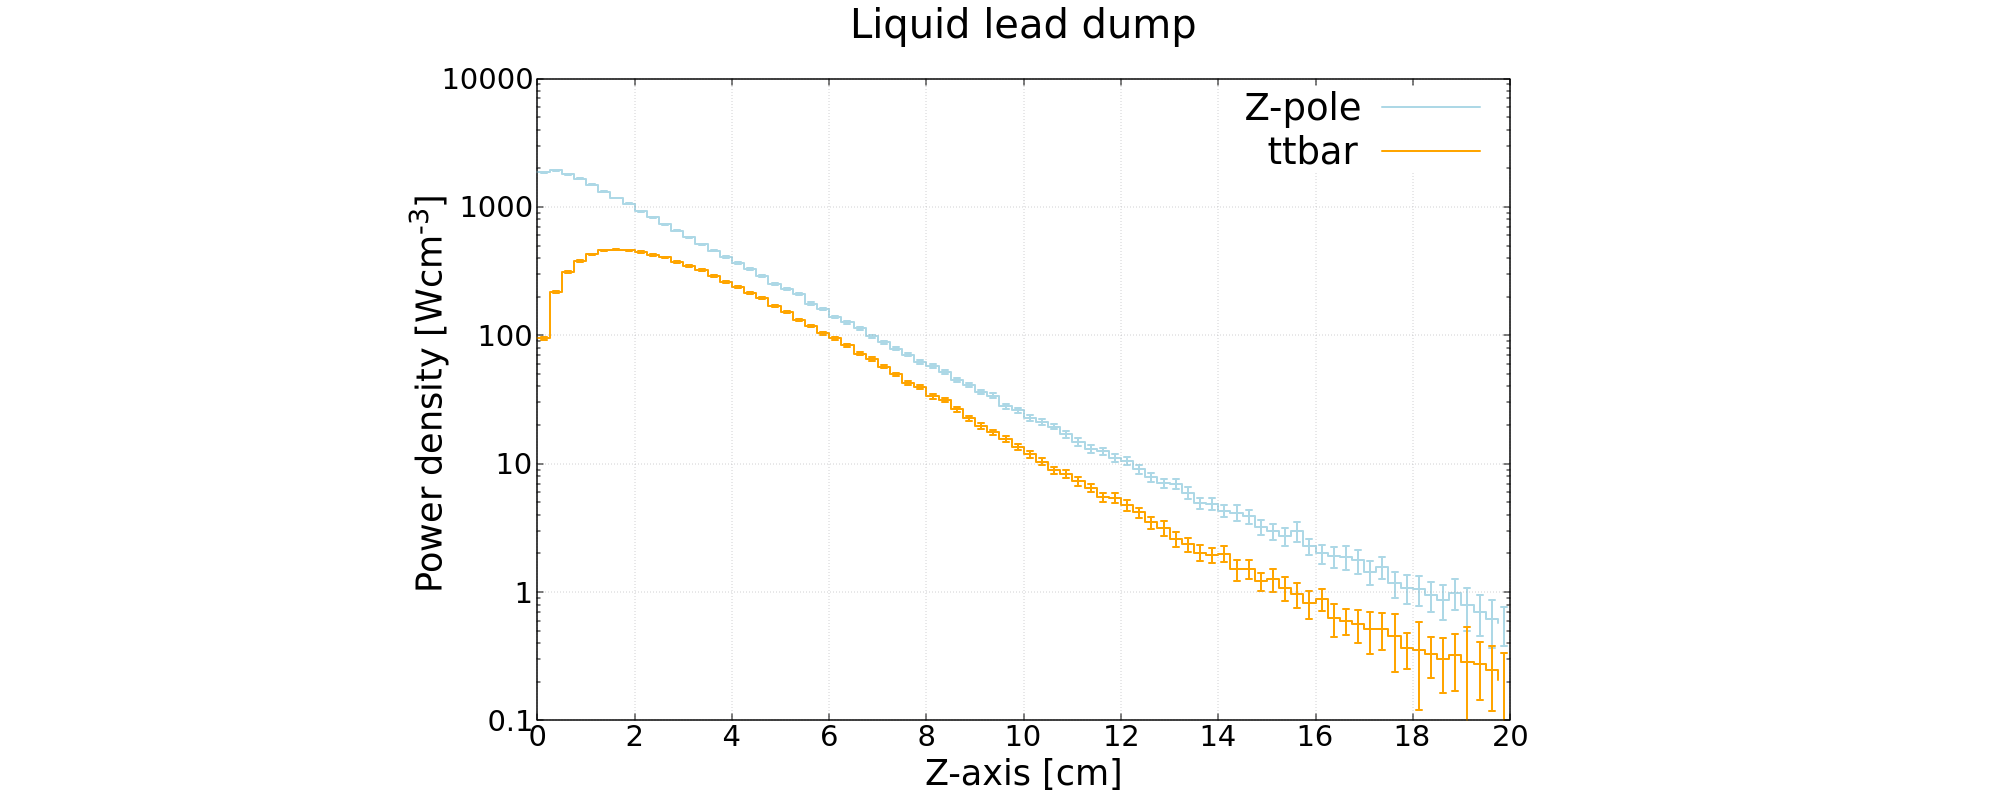 Liquid lead dump
Z-pole
ttbar
Power density [Wcm-3]
10000
1000
100
10
1
0.1
0 2 4 6 8 10 12 14 16 18 20
Z-axis [cm]